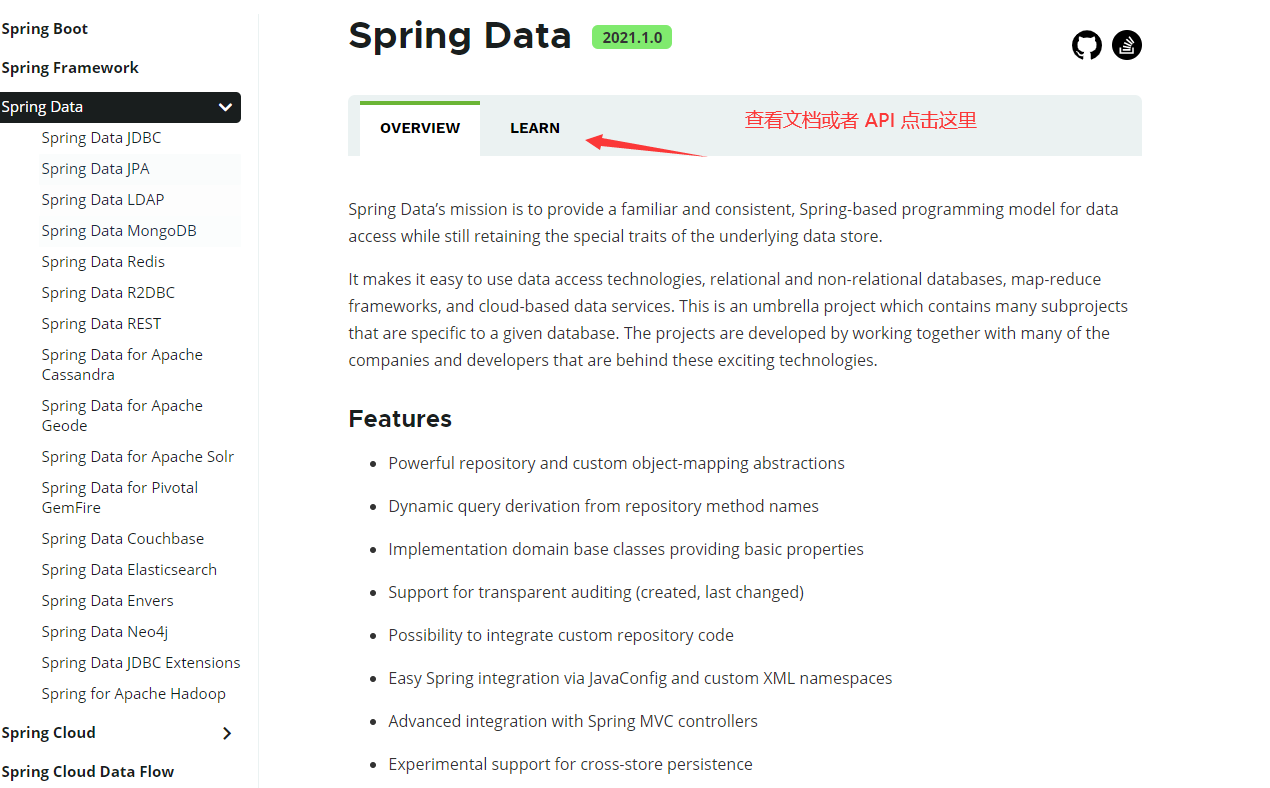 Spring Boot
Spring Framework
Spring Data
Spring Data JDBC
Spring Data JPA
Spring Data LDAP
Spring Data MongoDB
Spring Data Redis
Spring Data R2DBC
Spring Data REST
Spring Data for Apache
Cassandra
Spring Data for Apache
Geode
Spring Data for Apache Solr
Spring Data for Pivotal
GemFire
Spring Data Couchbase
Spring Data Elasticsearch
Spring Data Envers
Spring Data Neo4j
Spring Data JDBC Extensions
Spring for Apache Hadoop
Spring Cloud
Spring Cloud Data Flow
Spring Data 2021.1.0
OVERVIEW LEARN 查看文档或者 API 点击这里
Spring Data’s mission is to provide a familiar and consistent, Spring-based programming model for data
access while still retaining the special traits of the underlying data store.
It makes it easy to use data access technologies, relational and non-relational databases, map-reduce
frameworks, and cloud-based data services. This is an umbrella project which contains many subprojects
that are specific to a given database. The projects are developed by working together with many of the
companies and developers that are behind these exciting technologies.
Features
Powerful repository and custom object-mapping abstractions
Dynamic query derivation from repository method names
Implementation domain base classes providing basic properties
Support for transparent auditing (created, last changed)
Possibility to integrate custom repository code
Easy Spring integration via JavaConfig and custom XML namespaces
Advanced integration with Spring MVC controllers
Experimental support for cross-store persistence